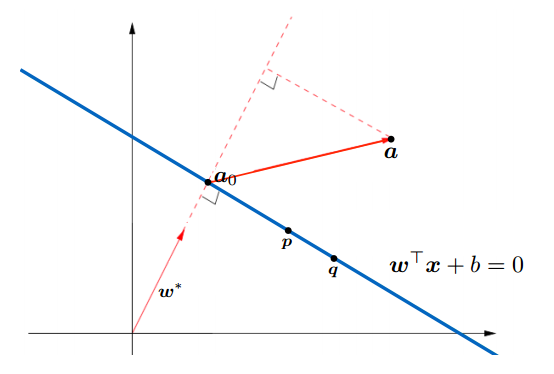 a₀
a
p
q
w⊤x + b = 0
w*